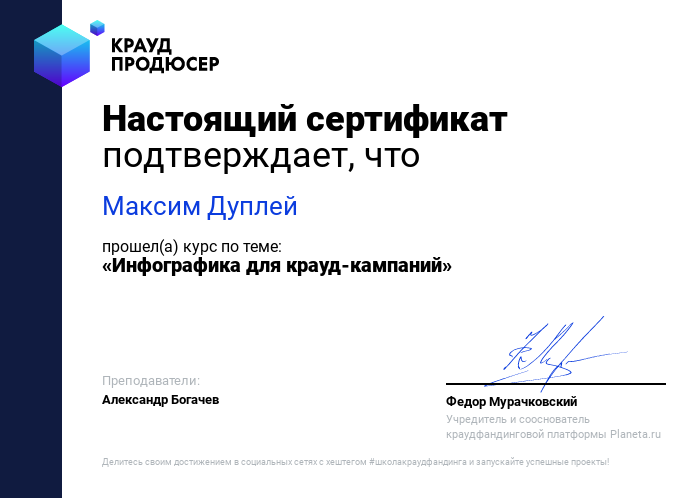 КРАУД
ПРОДЮСЕР
Настоящий сертификат
подтверждает, что
Максим Дуплей
прошел(а) курс по теме:
«Инфографика для крауд-кампаний»
Преподаватели:
Александр Богачев
Федор Мурачковский
Учредитель и сооснователь
краудфандинговой платформы Planeta.ru
Делитесь своим достижением в социальных сетях с хештегом #школакраудфандинга и запускайте успешные проекты!